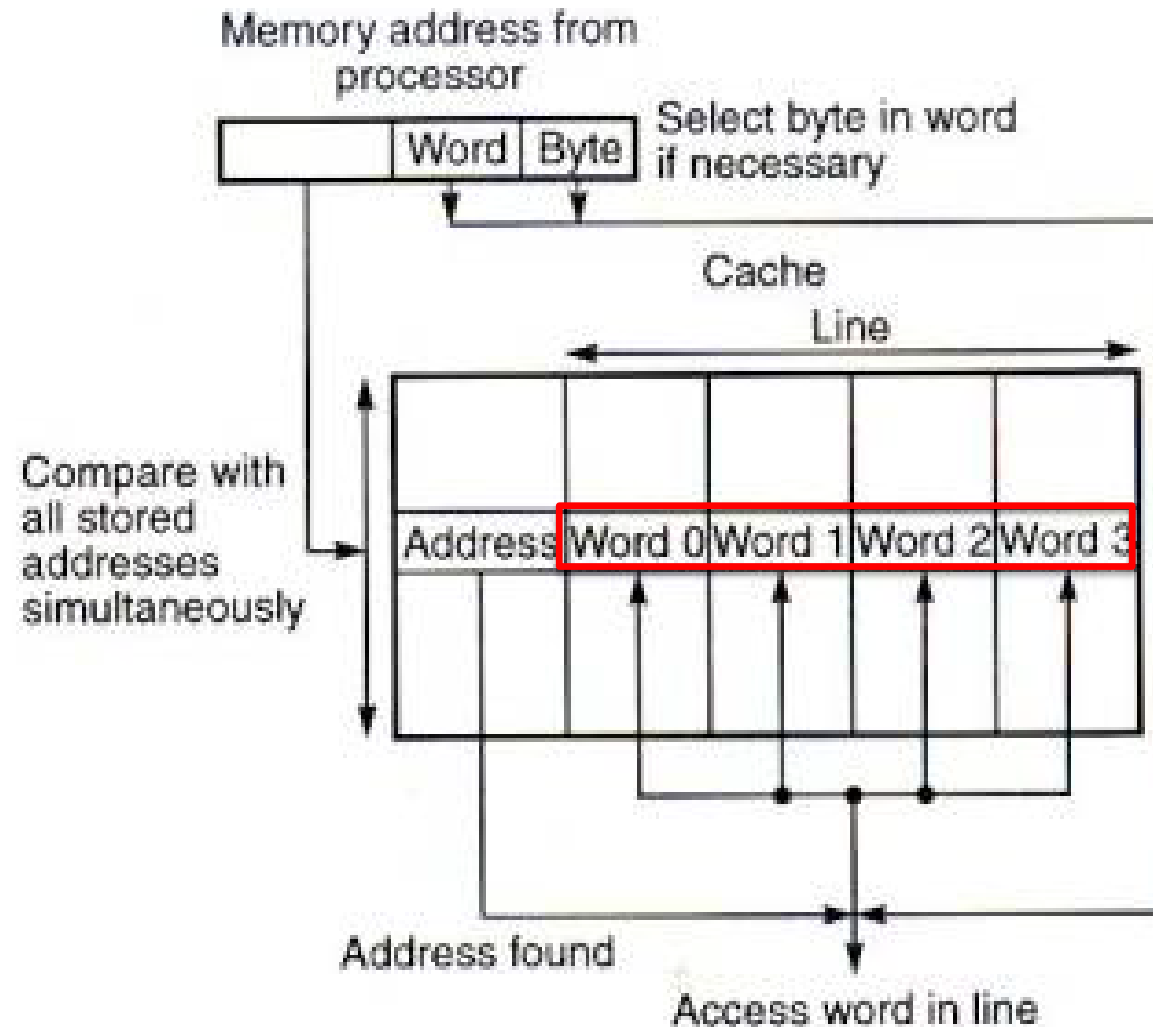 Memory address from
processor
Word Byte
Select byte in word
if necessary
Cache
Line
Compare with
all stored
addresses
simultaneously
Address Word 0 Word 1 Word 2 Word 3
Address found
Access word in line